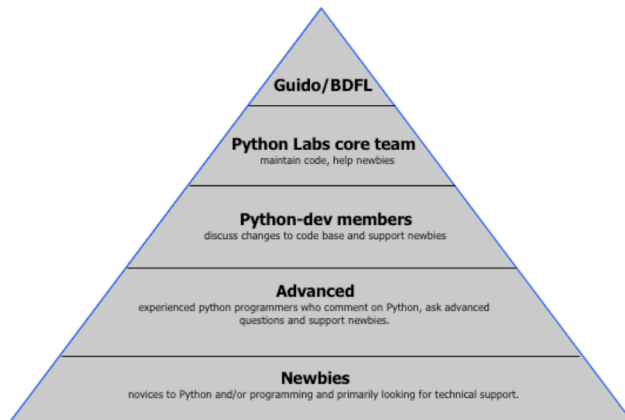 Guido/BDFL
Python Labs core team
maintain code, help newbies
Python-dev members
discuss changes to code base and support newbies
Advanced
experienced python programmers who comment on Python, ask advanced
questions and support newbies.
Newbies
novices to Python and/or programming and primarily looking for technical support.